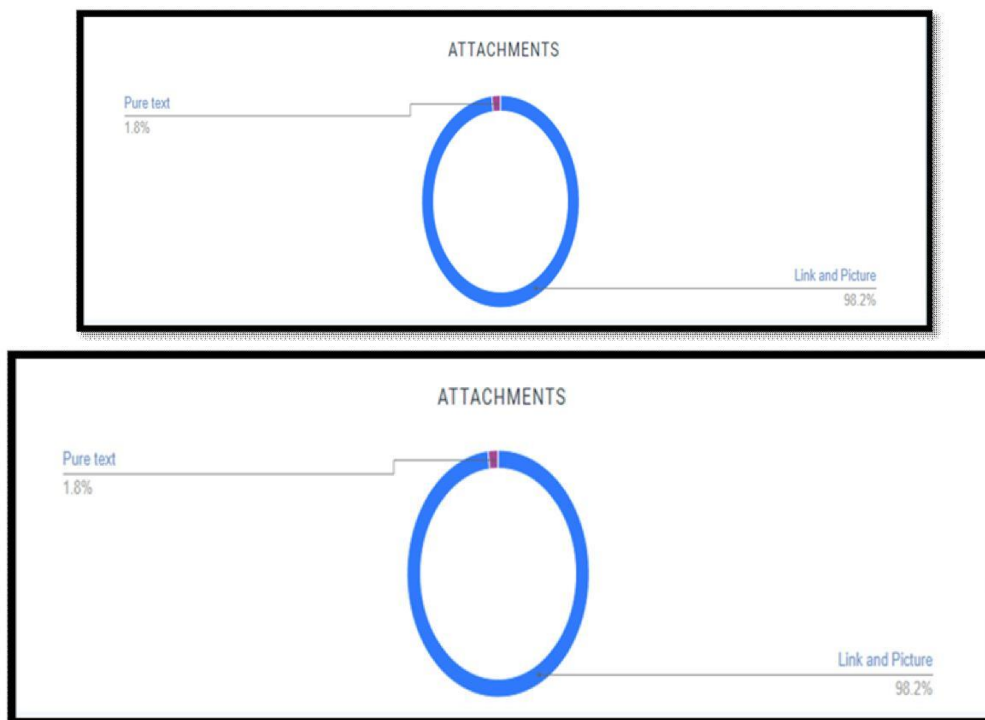 ATTACHMENTS
Pure text
1.8%
Link and Picture
98.2%
ATTACHMENTS
Pure text
1.8%
Link and Picture
98.2%